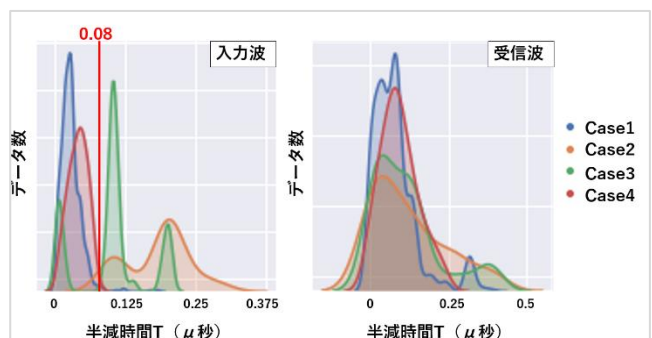 0.08
入力波
データ数
0
0.125
0.25
0.375
半減時間T（μ秒）
受信波
データ数
0
0.25
0.5
半減時間T（μ秒）
Case1
Case2
Case3
Case4